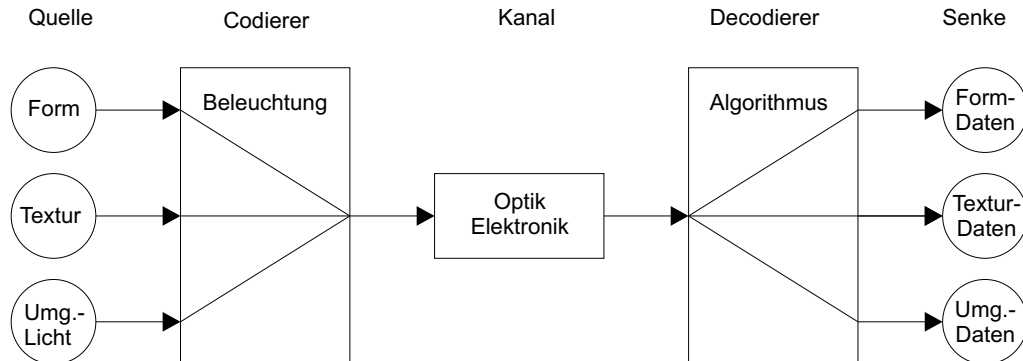 Quelle
Codierer
Kanal
Decodierer
Senke
Form
Beleuchtung
Algorithmus
Form-
Daten
Textur
Optik
Elektronik
Textur-
Daten
Umg.-
Licht
Umg.-
Daten